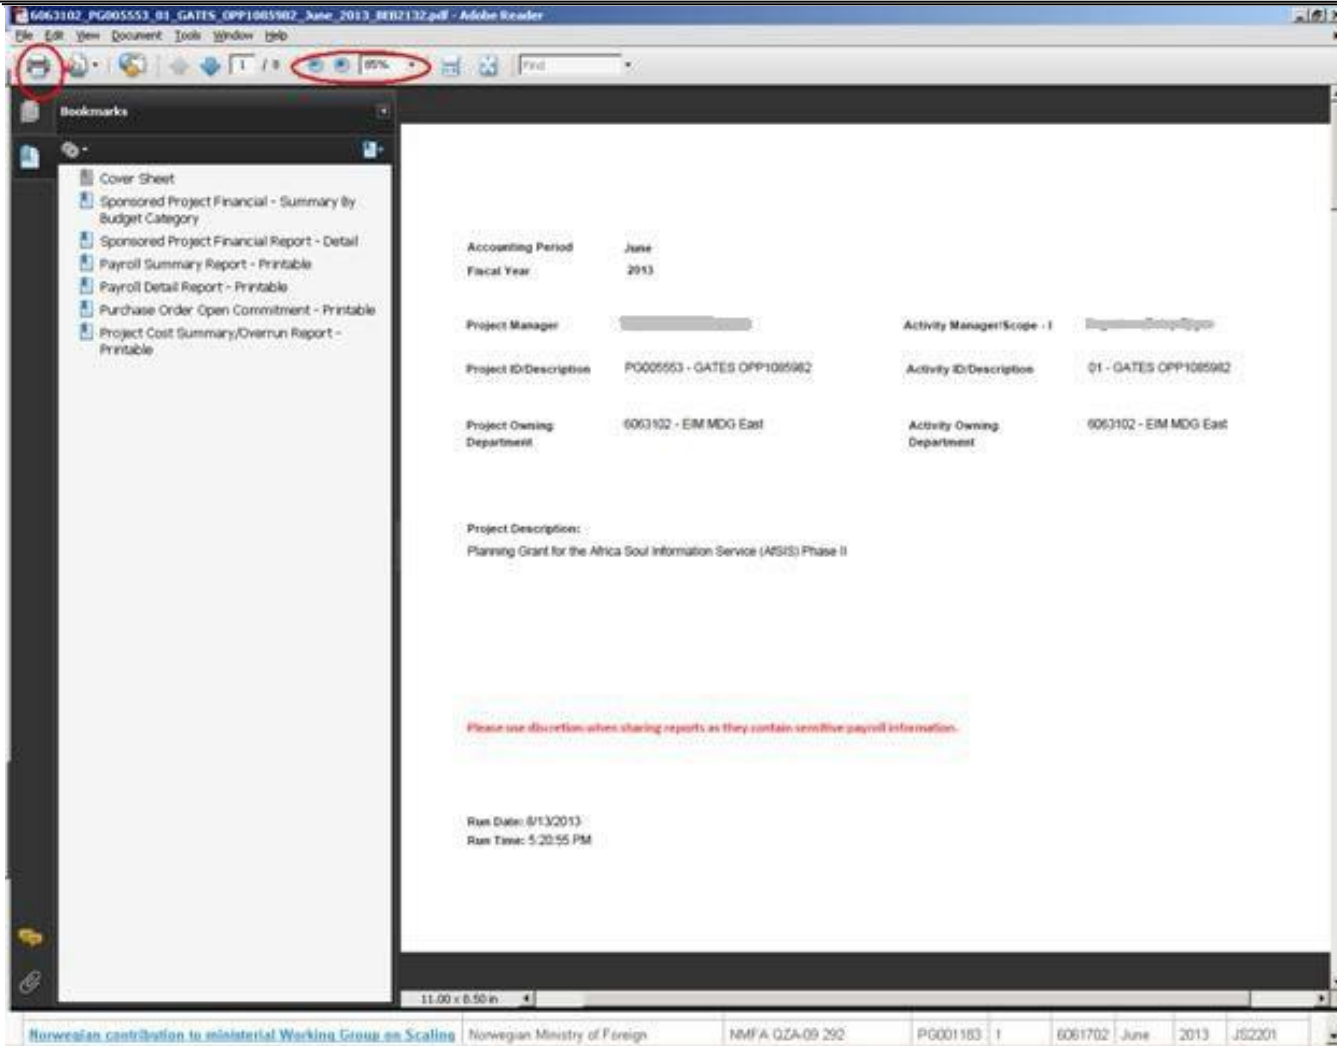 6063102_PG005553_01_GATES_OPP1085982_June_2013_BEB2132.pdf - Adobe Reader
File Edit View Document Tools Window Help
1 / 8 85% Find
Bookmarks
Cover Sheet
Sponsored Project Financial - Summary By
Budget Category
Sponsored Project Financial Report - Detail
Payroll Summary Report - Printable
Payroll Detail Report - Printable
Purchase Order Open Commitment - Printable
Project Cost Summary/Overrun Report -
Printable
Accounting Period June
Fiscal Year 2013
Project Manager Activity Manager/Scope - I
Project ID/Description PG005553 - GATES OPP1085982 Activity ID/Description 01 - GATES OPP1085982
Project Owning Department 6063102 - EIM MDG East Activity Owning Department 6063102 - EIM MDG East
Project Description:
Planning Grant for the Africa Soul Information Service (AfSIS) Phase II
Please use discretion when sharing reports as they contain sensitive payroll information.
Run Date: 8/13/2013
Run Time: 5:20:55 PM
11.00 x 8.50 in
Norwegian contribution to ministerial Working Group on Scaling Norwegian Ministry of Foreign NMFA QZA-09 292 PG001183 1 6061702 June 2013 JS2201